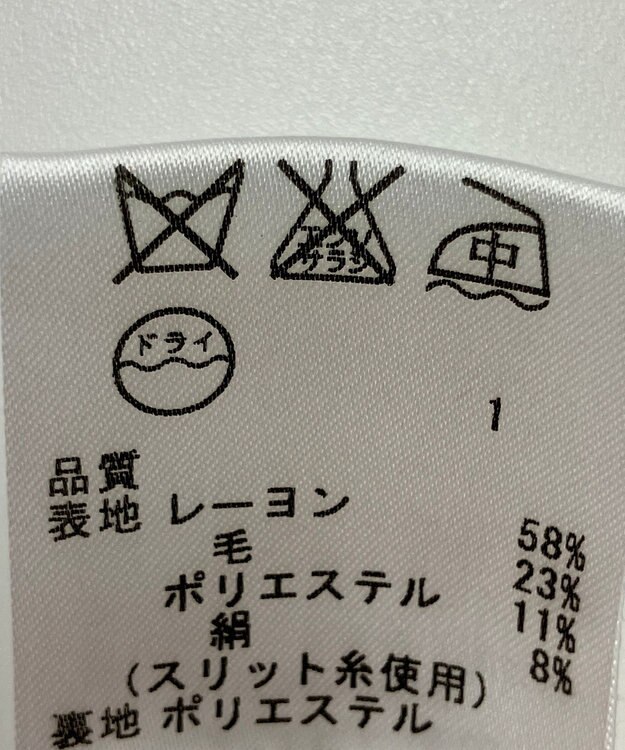 エンソ
サラシ
中
ドライ
1
品質
表地 レーヨン 58%
毛 23%
ポリエステル 11%
絹 8%
(スリット糸使用)
裏地 ポリエステル